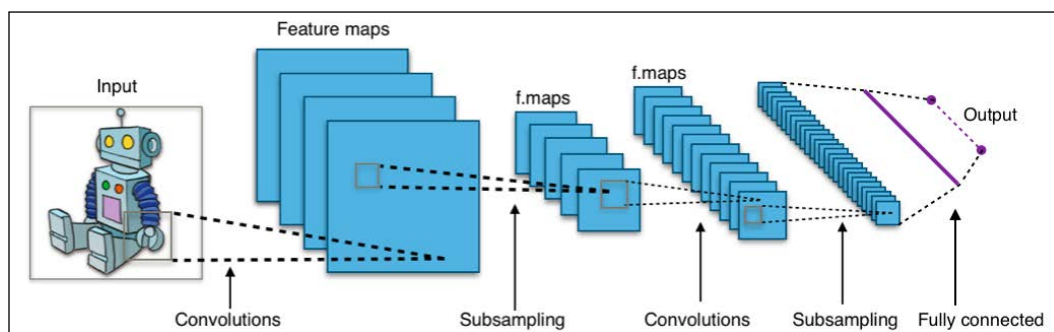 Feature maps
Input
f.maps
f.maps
Output
Convolutions
Subsampling
Convolutions
Subsampling
Fully connected